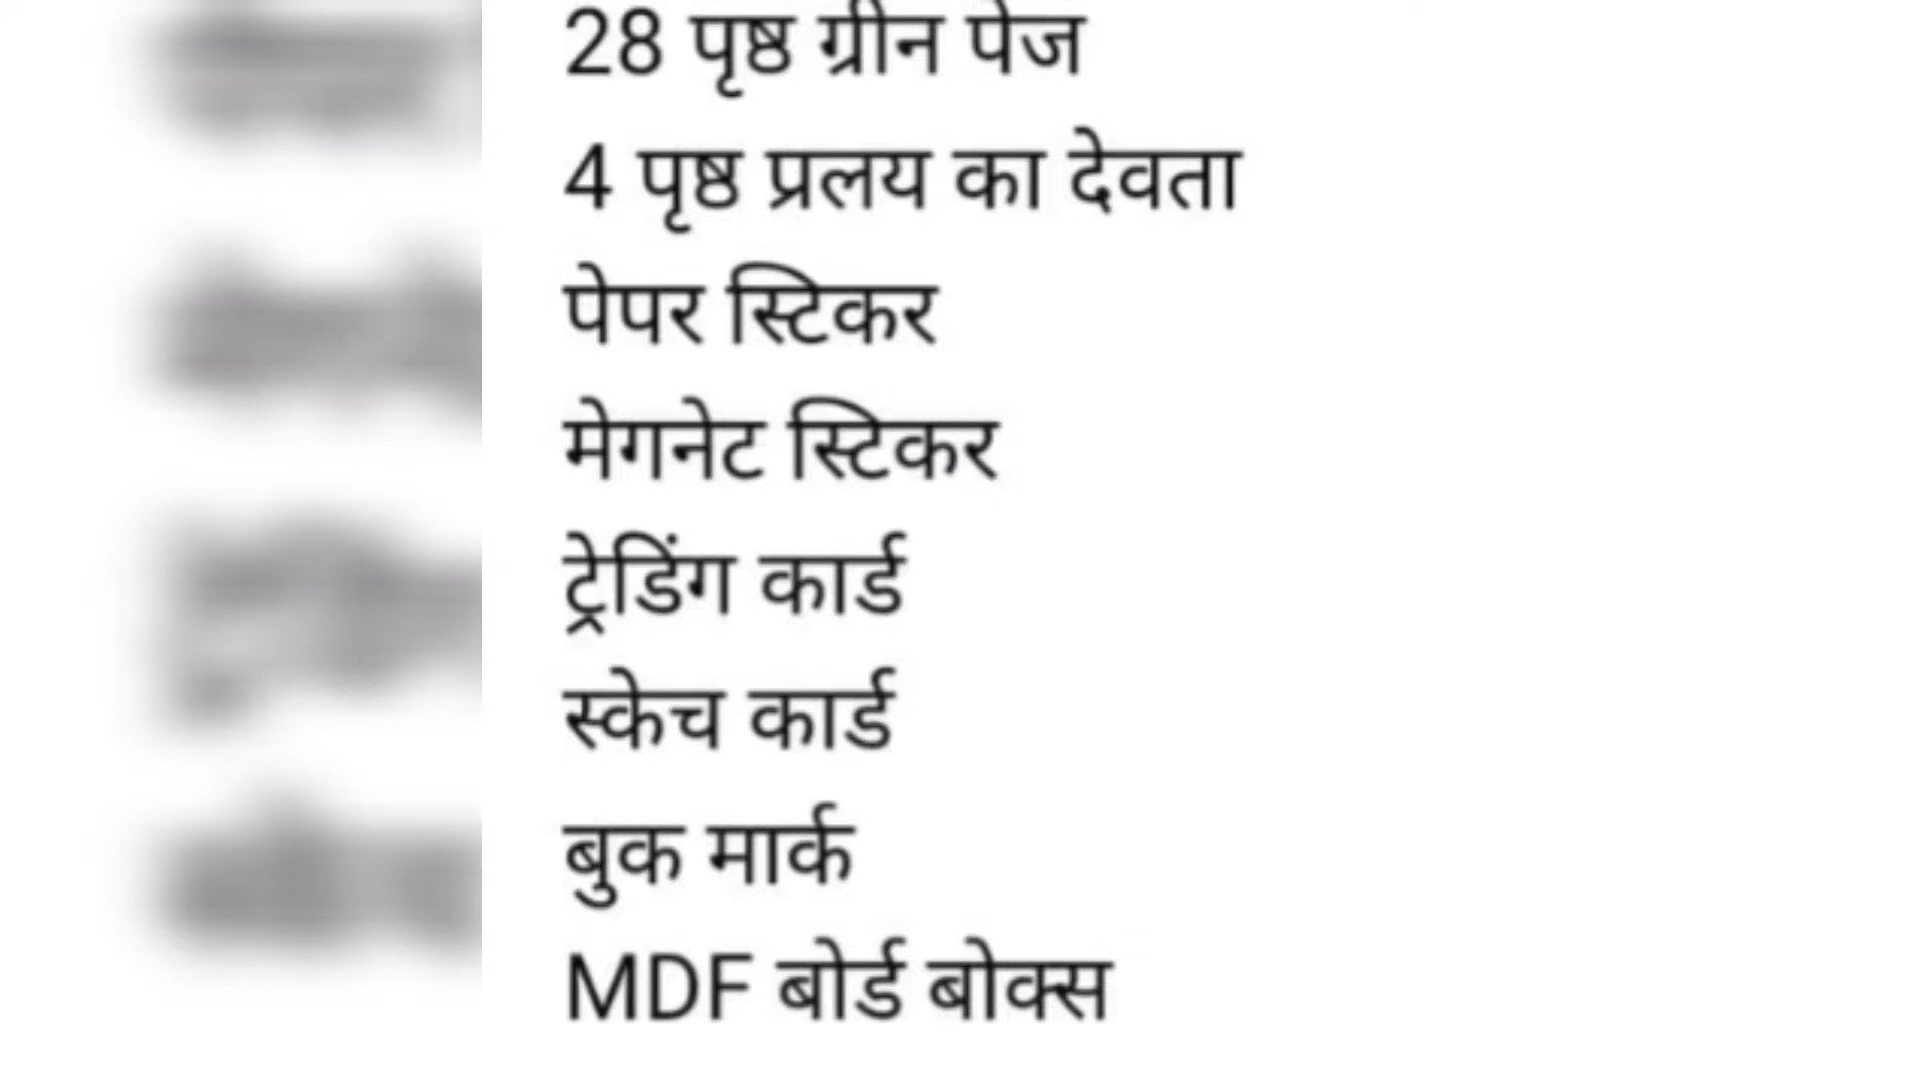 28 पृष्ठ ग्रीन पेज
4 पृष्ठ प्रलय का देवता
पेपर स्टिकर
मेगनेट स्टिकर
ट्रेडिंग कार्ड
स्केच कार्ड
बुक मार्क
MDF बोर्ड बोक्स